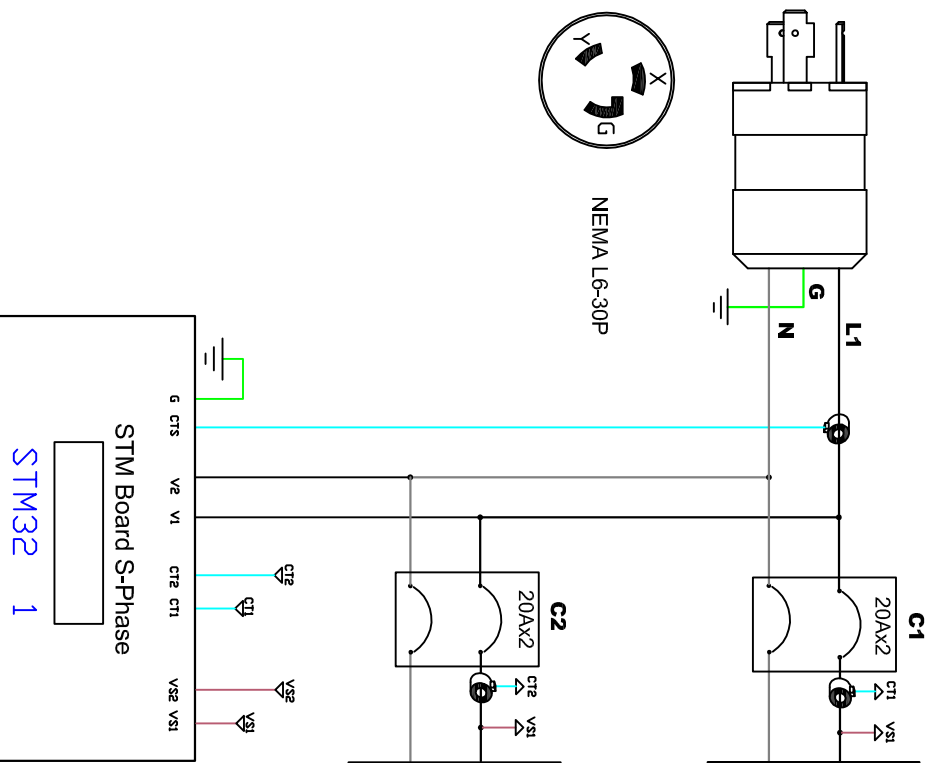 Y
X
G
NEMA L6-30P
G
N
L1
G
CTS
V2
V1
CT2
CT1
VS2
VS1
STM Board S-Phase
STM32 1
CT2
CT1
VS2
VS1
20Ax2
C2
CT2
VS1
20Ax2
C1
CT1
VS1